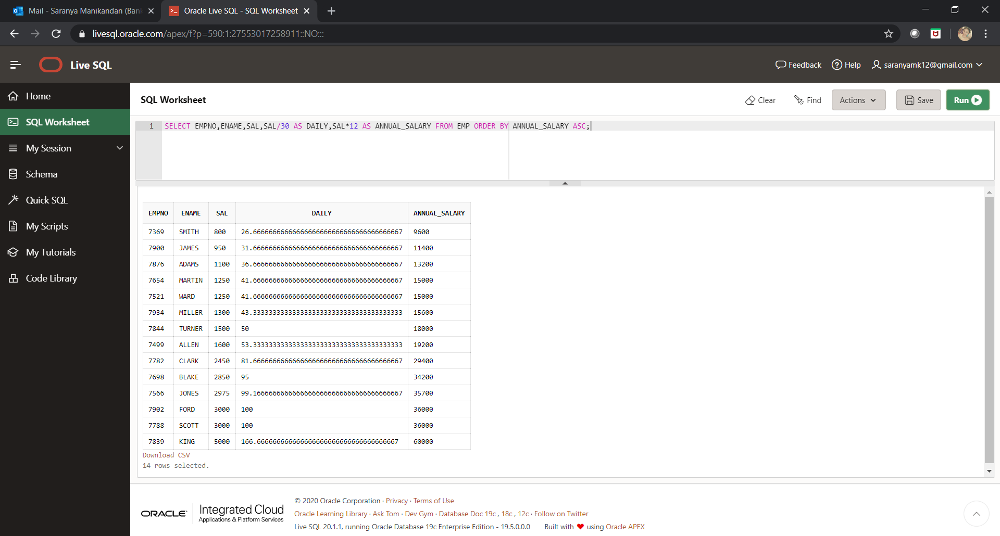 Mail - Saranya Manikandan (Bank
Oracle Live SQL - SQL Worksheet
livesql.oracle.com/apex/f?p=590:1:27553017258911::NO:::
Live SQL
Feedback
Help
saranyamk12@gmail.com
Home
SQL Worksheet
My Session
Schema
Quick SQL
My Scripts
My Tutorials
Code Library
SQL Worksheet
Clear
Find
Actions
Save
Run
1 SELECT EMPNO,ENAME,SAL,SAL/30 AS DAILY,SAL*12 AS ANNUAL_SALARY FROM EMP ORDER BY ANNUAL_SALARY ASC;
EMPNO ENAME SAL DAILY ANNUAL_SALARY
7369 SMITH 800 26.66666666666666666666666666666666666667 9600
7900 JAMES 950 31.66666666666666666666666666666666666667 11400
7876 ADAMS 1100 36.66666666666666666666666666666666666667 13200
7654 MARTIN 1250 41.66666666666666666666666666666666666667 15000
7521 WARD 1250 41.66666666666666666666666666666666666667 15000
7934 MILLER 1300 43.33333333333333333333333333333333333333 15600
7844 TURNER 1500 50 18000
7499 ALLEN 1600 53.33333333333333333333333333333333333333 19200
7782 CLARK 2450 81.66666666666666666666666666666666666667 29400
7698 BLAKE 2850 95 34200
7566 JONES 2975 99.16666666666666666666666666666666666667 35700
7902 FORD 3000 100 36000
7788 SCOTT 3000 100 36000
7839 KING 5000 166.666666666666666666666666666666666667 60000
Download CSV
14 rows selected.
ORACLE
Integrated Cloud
Applications & Platform Services
© 2020 Oracle Corporation · Privacy · Terms of Use
Oracle Learning Library · Ask Tom · Dev Gym · Database Doc 19c, 18c, 12c · Follow on Twitter
Live SQL 20.1.1, running Oracle Database 19c Enterprise Edition - 19.5.0.0.0 Built with ❤ using Oracle APEX